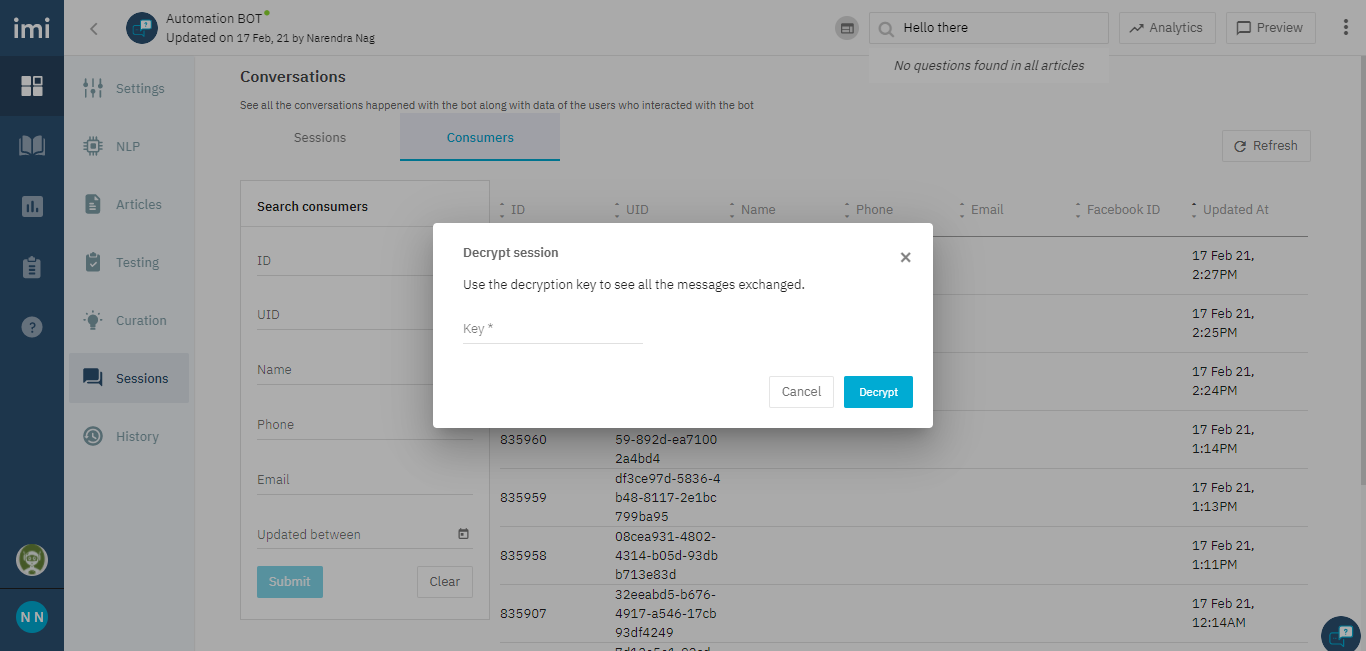 imi
Automation BOT
Updated on 17 Feb, 21 by Narendra Nag
Hello there
Analytics
Preview
No questions found in all articles
Settings
NLP
Articles
Testing
Curation
Sessions
History
N N
Conversations
See all the conversations happened with the bot along with data of the users who interacted with the bot
Sessions
Consumers
Refresh
Search consumers
ID
UID
Name
Phone
Email
Updated between
Submit
Clear
ID UID Name Phone Email Facebook ID Updated At
17 Feb 21,
2:27PM
17 Feb 21,
2:25PM
17 Feb 21,
2:24PM
Decrypt session
Use the decryption key to see all the messages exchanged.
Key *
Cancel
Decrypt
835960
59-892d-ea7100
2a4bd4
17 Feb 21,
1:14PM
835959
df3ce97d-5836-4
b48-8117-2e1bc
799ba95
17 Feb 21,
1:13PM
835958
08cea931-4802-
4314-b05d-93db
b713e83d
17 Feb 21,
1:11PM
835907
32eeabd5-b676-
4917-a546-17cb
93df4249
17 Feb 21,
12:14AM